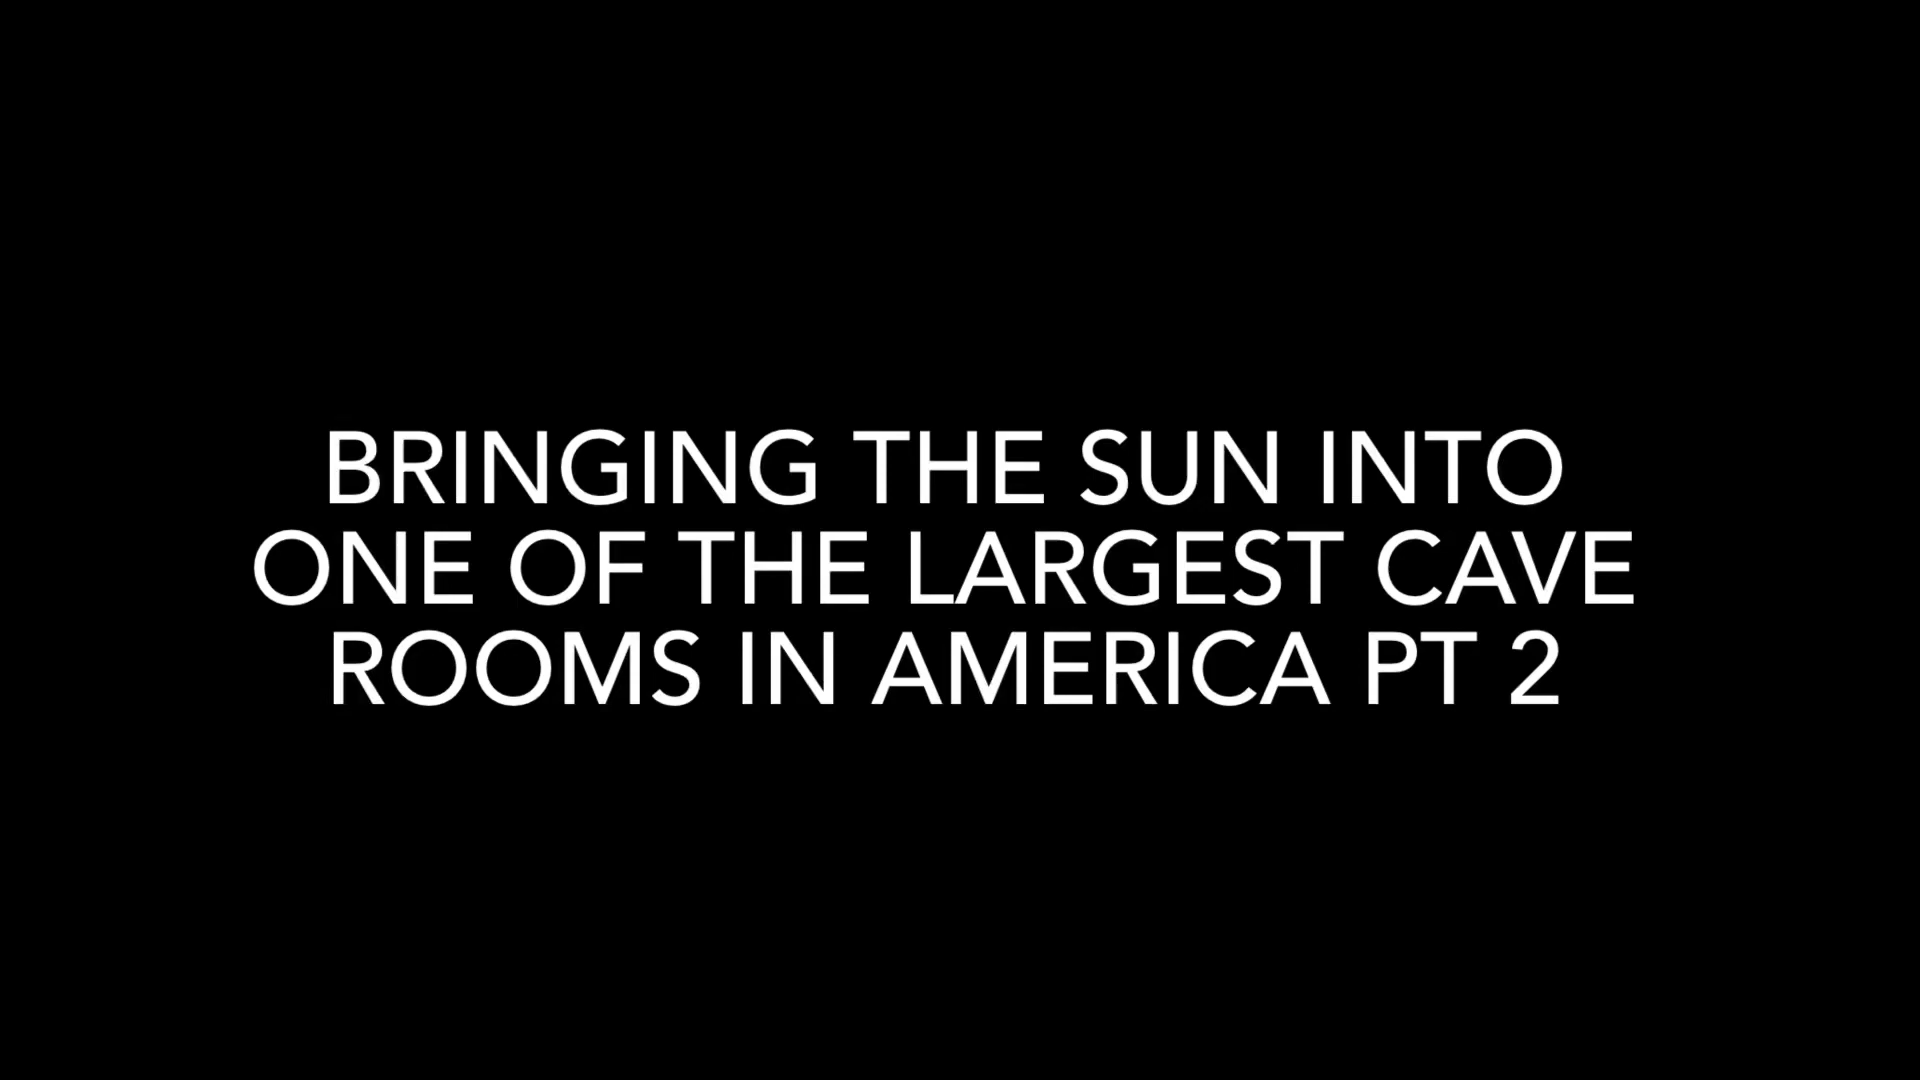 BRINGING THE SUN INTO
ONE OF THE LARGEST CAVE
ROOMS IN AMERICA PT 2